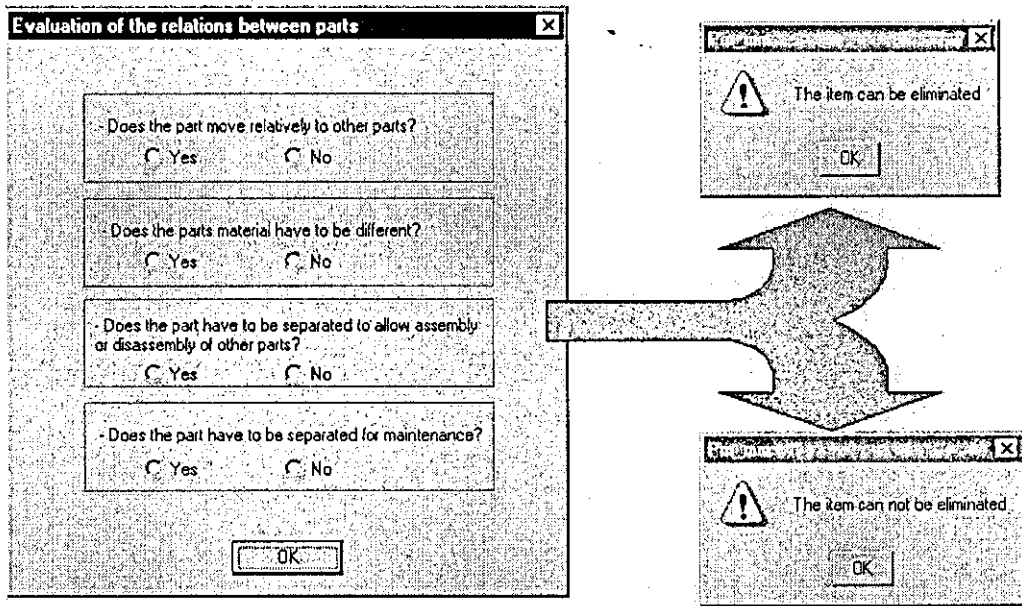 Evaluation of the relations between parts
- Does the part move relatively to other parts?
Yes No
- Does the parts material have to be different?
Yes No
- Does the part have to be separated to allow assembly
or disassembly of other parts?
Yes No
- Does the part have to be separated for maintenance?
Yes No
OK
The item can be eliminated
OK
The item can not be eliminated
OK